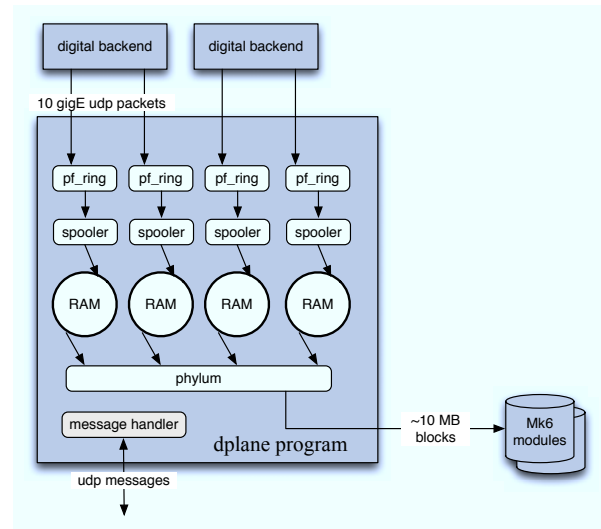 digital backend
digital backend
10 gigE udp packets
pf_ring
pf_ring
pf_ring
pf_ring
spooler
spooler
spooler
spooler
RAM
RAM
RAM
RAM
phylum
message handler
dplane program
~10 MB
blocks
Mk6
modules
udp messages